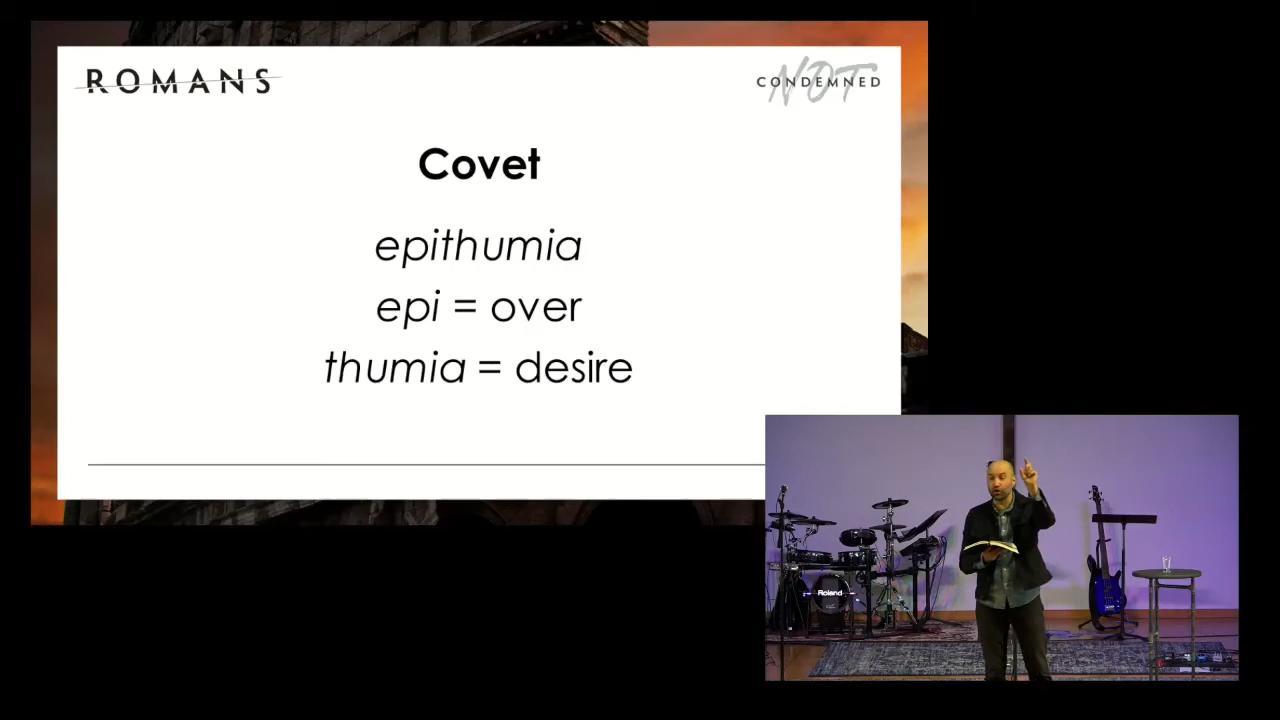 ROMANS
NOT
CONDEMNED
Covet
epithumia
epi = over
thumia = desire
Roland